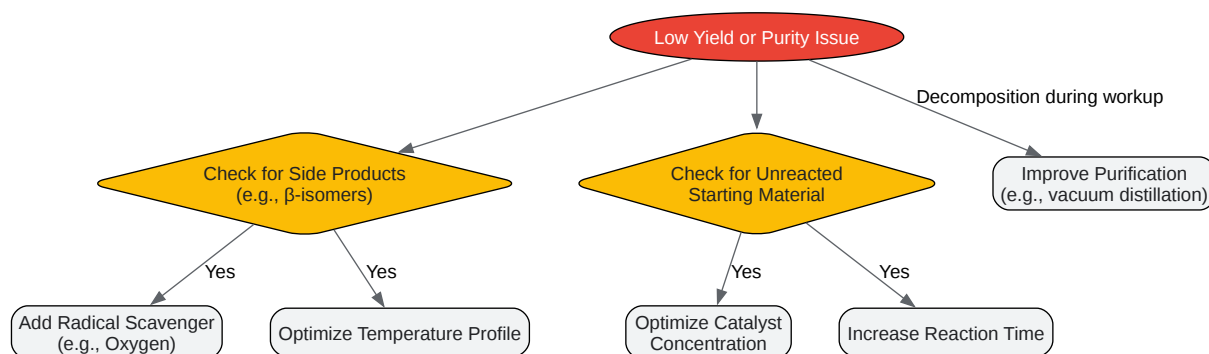 Low Yield or Purity Issue
Decomposition during workup
Check for Side Products
(e.g., β-isomers)
Check for Unreacted
Starting Material
Improve Purification
(e.g., vacuum distillation)
Yes
Yes
Yes
Yes
Add Radical Scavenger
(e.g., Oxygen)
Optimize Temperature Profile
Optimize Catalyst
Concentration
Increase Reaction Time